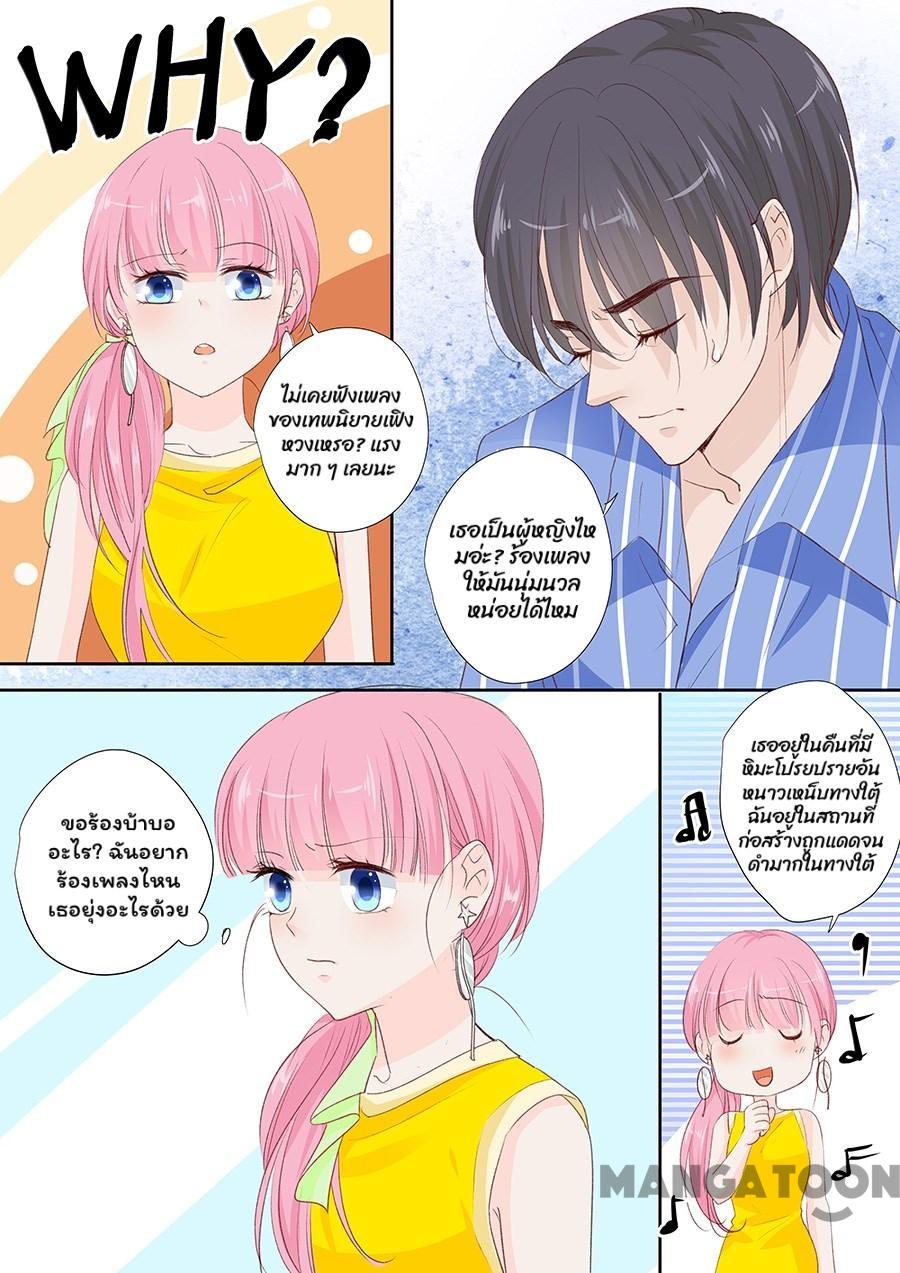 WHY?
ไม่เคยฟังเพลง
ของเทพนิยายเฟิง
หวงเหรอ? แรง
มาก ๆ เลยนะ
เธอเป็นผู้หญิงไห
มอ่ะ? ร้องเพลง
ให้มันนุ่มนวล
หน่อยได้ไหม
ขอร้องบ้าบอ
อะไร? ฉันอยาก
ร้องเพลงไหน
เธอยุ่งอะไรด้วย
เธออยู่ในคืนที่มี
หิมะโปรยปรายอัน
หนาวเหน็บทางใต้
ฉันอยู่ในสถานที่
ก่อสร้างถูกแดดจน
ดำมากในทางใต้
MANGATOON